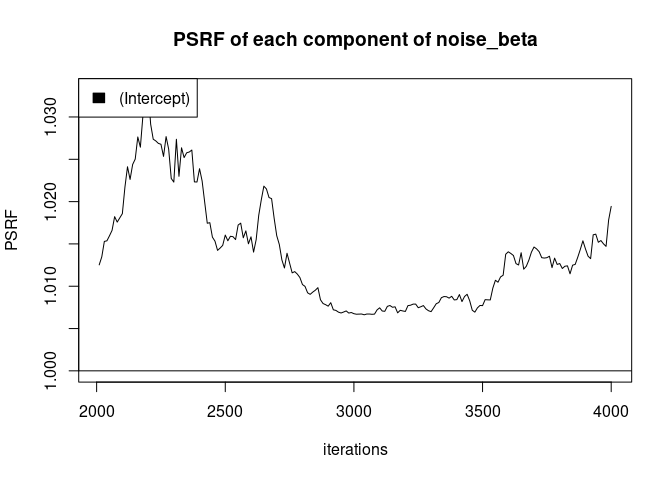 PSRF of each component of noise_beta
(Intercept)
PSRF
1.030
1.020
1.010
1.000
2000 2500 3000 3500 4000
iterations